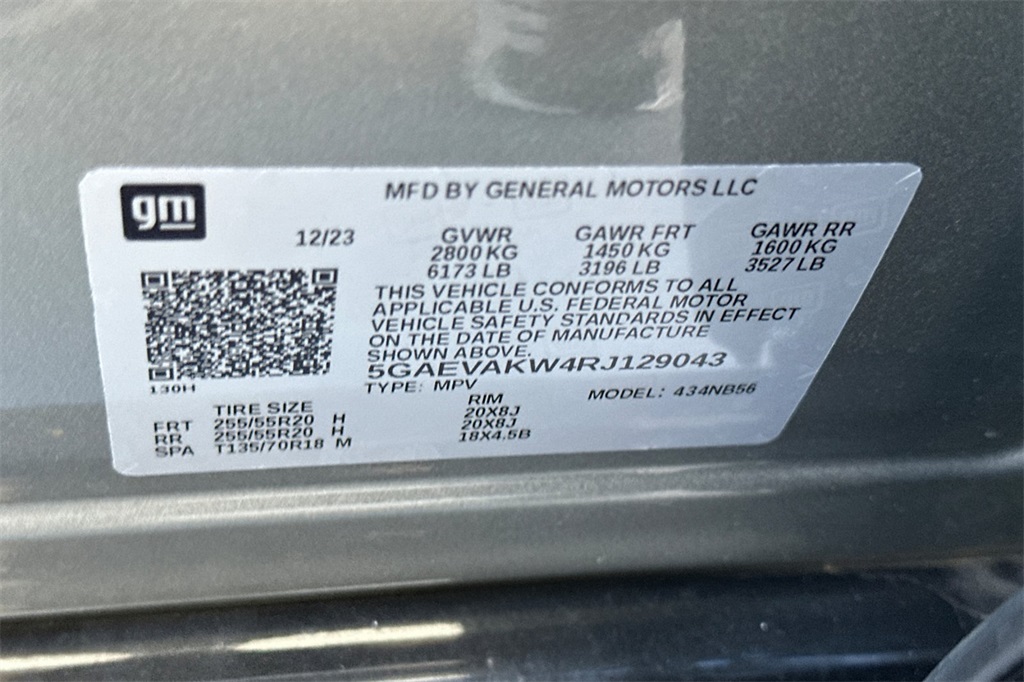 gm
MFD BY GENERAL MOTORS LLC
12/23
GVWR GAWR FRT GAWR RR
2800 KG 1450 KG 1600 KG
6173 LB 3196 LB 3527 LB
THIS VEHICLE CONFORMS TO ALL
APPLICABLE U.S. FEDERAL MOTOR
VEHICLE SAFETY STANDARDS IN EFFECT
ON THE DATE OF MANUFACTURE
SHOWN ABOVE.
5GAEVAKW4RJ129043
130H
TYPE: MPV MODEL: 434NB56
TIRE SIZE RIM
FRT 255/55R20 H 20X8J
RR 255/55R20 H 20X8J
SPA T135/70R18 M 18X4.5B